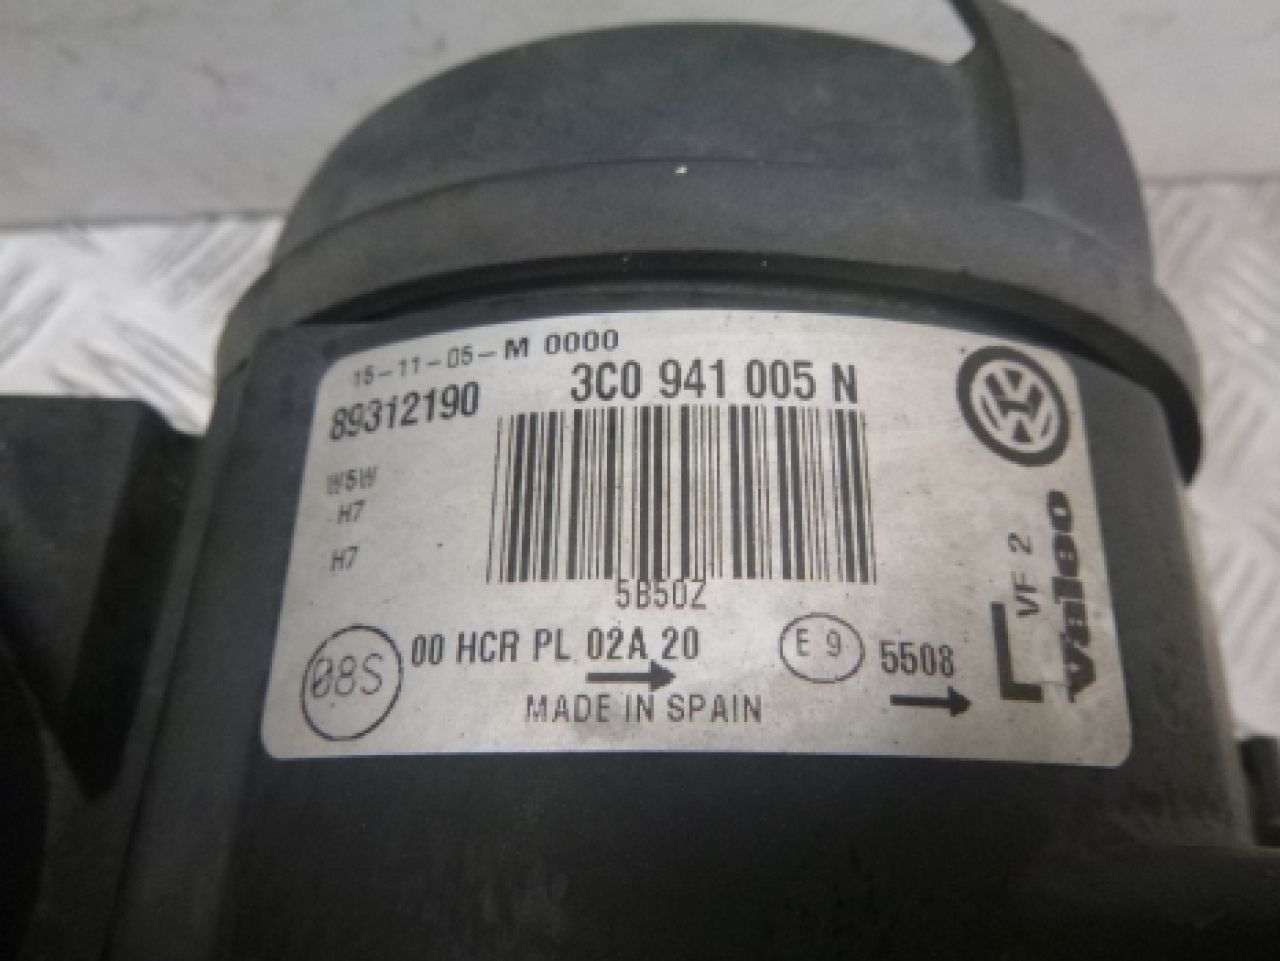 15-11-05-M 0000
89312190
3C0 941 005 N
W5W
H7
H7
5B50Z
08S
00 HCR PL 02A 20
E 9
5508
MADE IN SPAIN
VF 2
Valeo